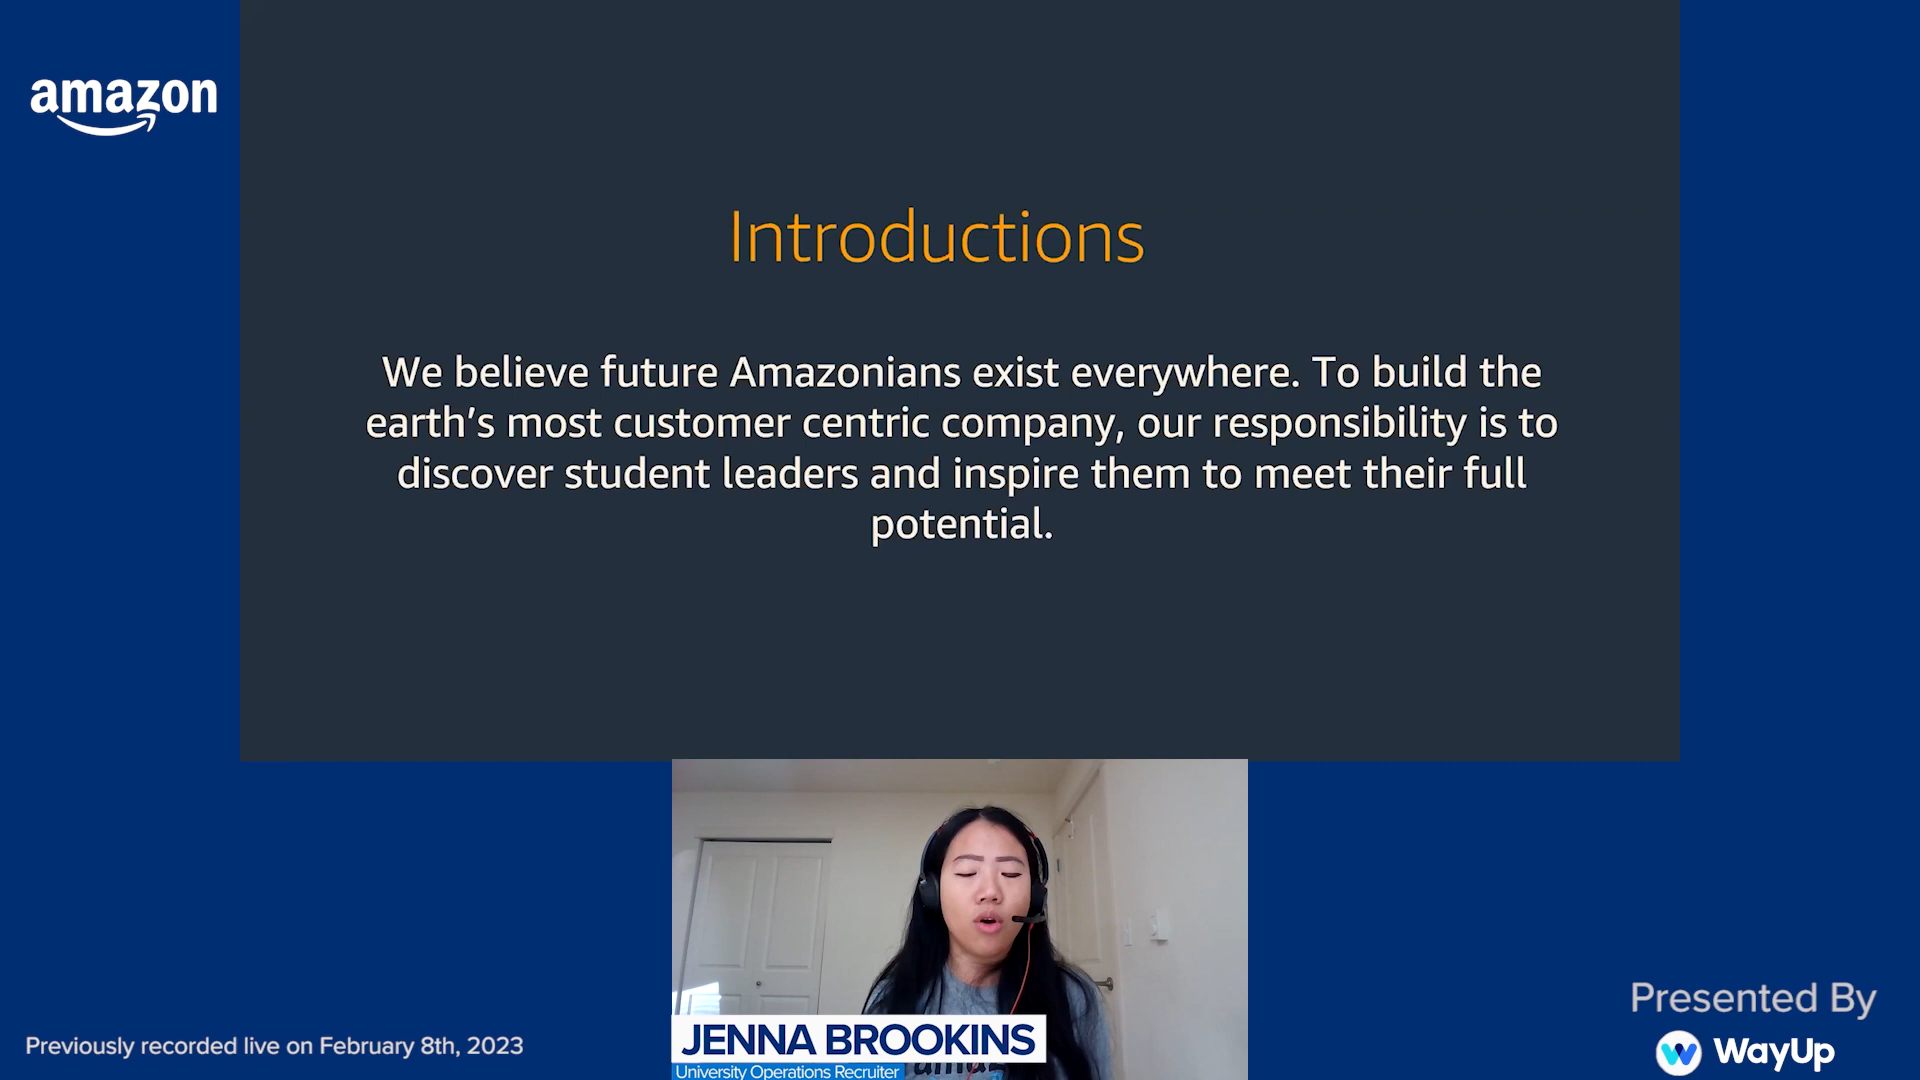 amazon
Introductions
We believe future Amazonians exist everywhere. To build the
earth’s most customer centric company, our responsibility is to
discover student leaders and inspire them to meet their full
potential.
JENNA BROOKINS
University Operations Recruiter
Previously recorded live on February 8th, 2023
Presented By
WayUp